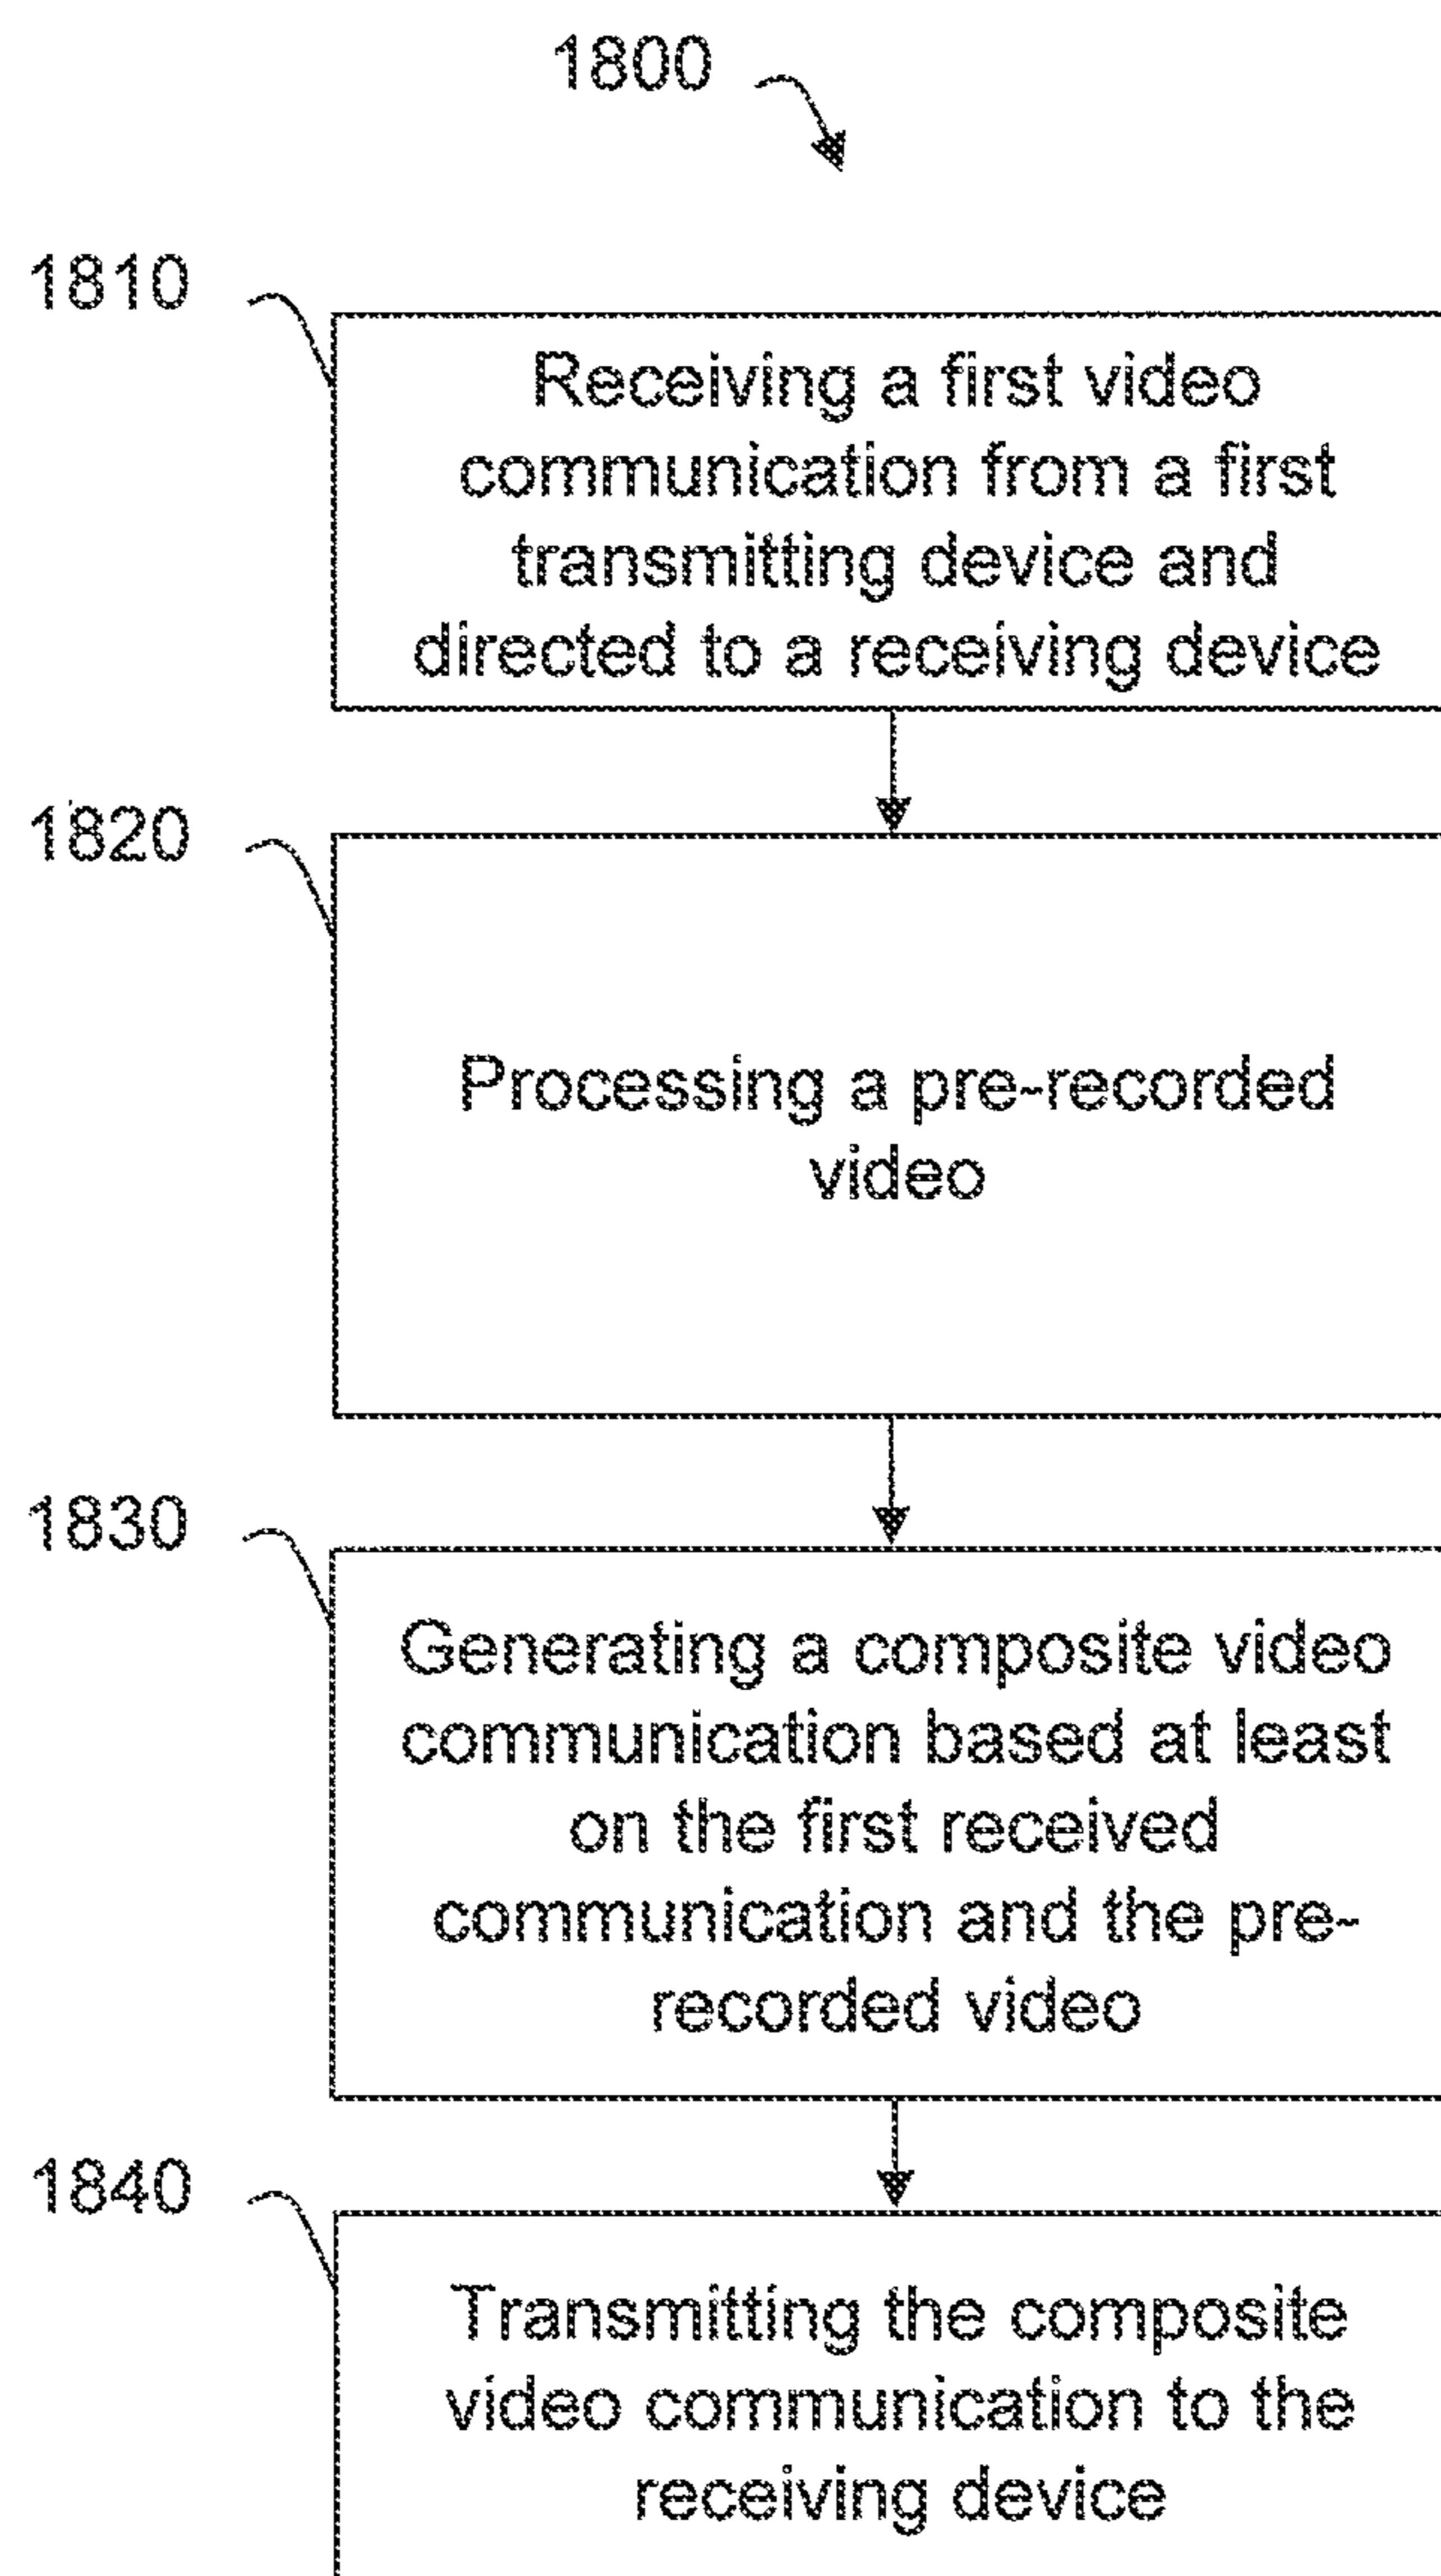 1800
1810
Receiving a first video
communication from a first
transmitting device and
directed to a receiving device
1820
Processing a pre-recorded
video
1830
Generating a composite video
communication based at least
on the first received
communication and the pre-
recorded video
1840
Transmitting the composite
video communication to the
receiving device